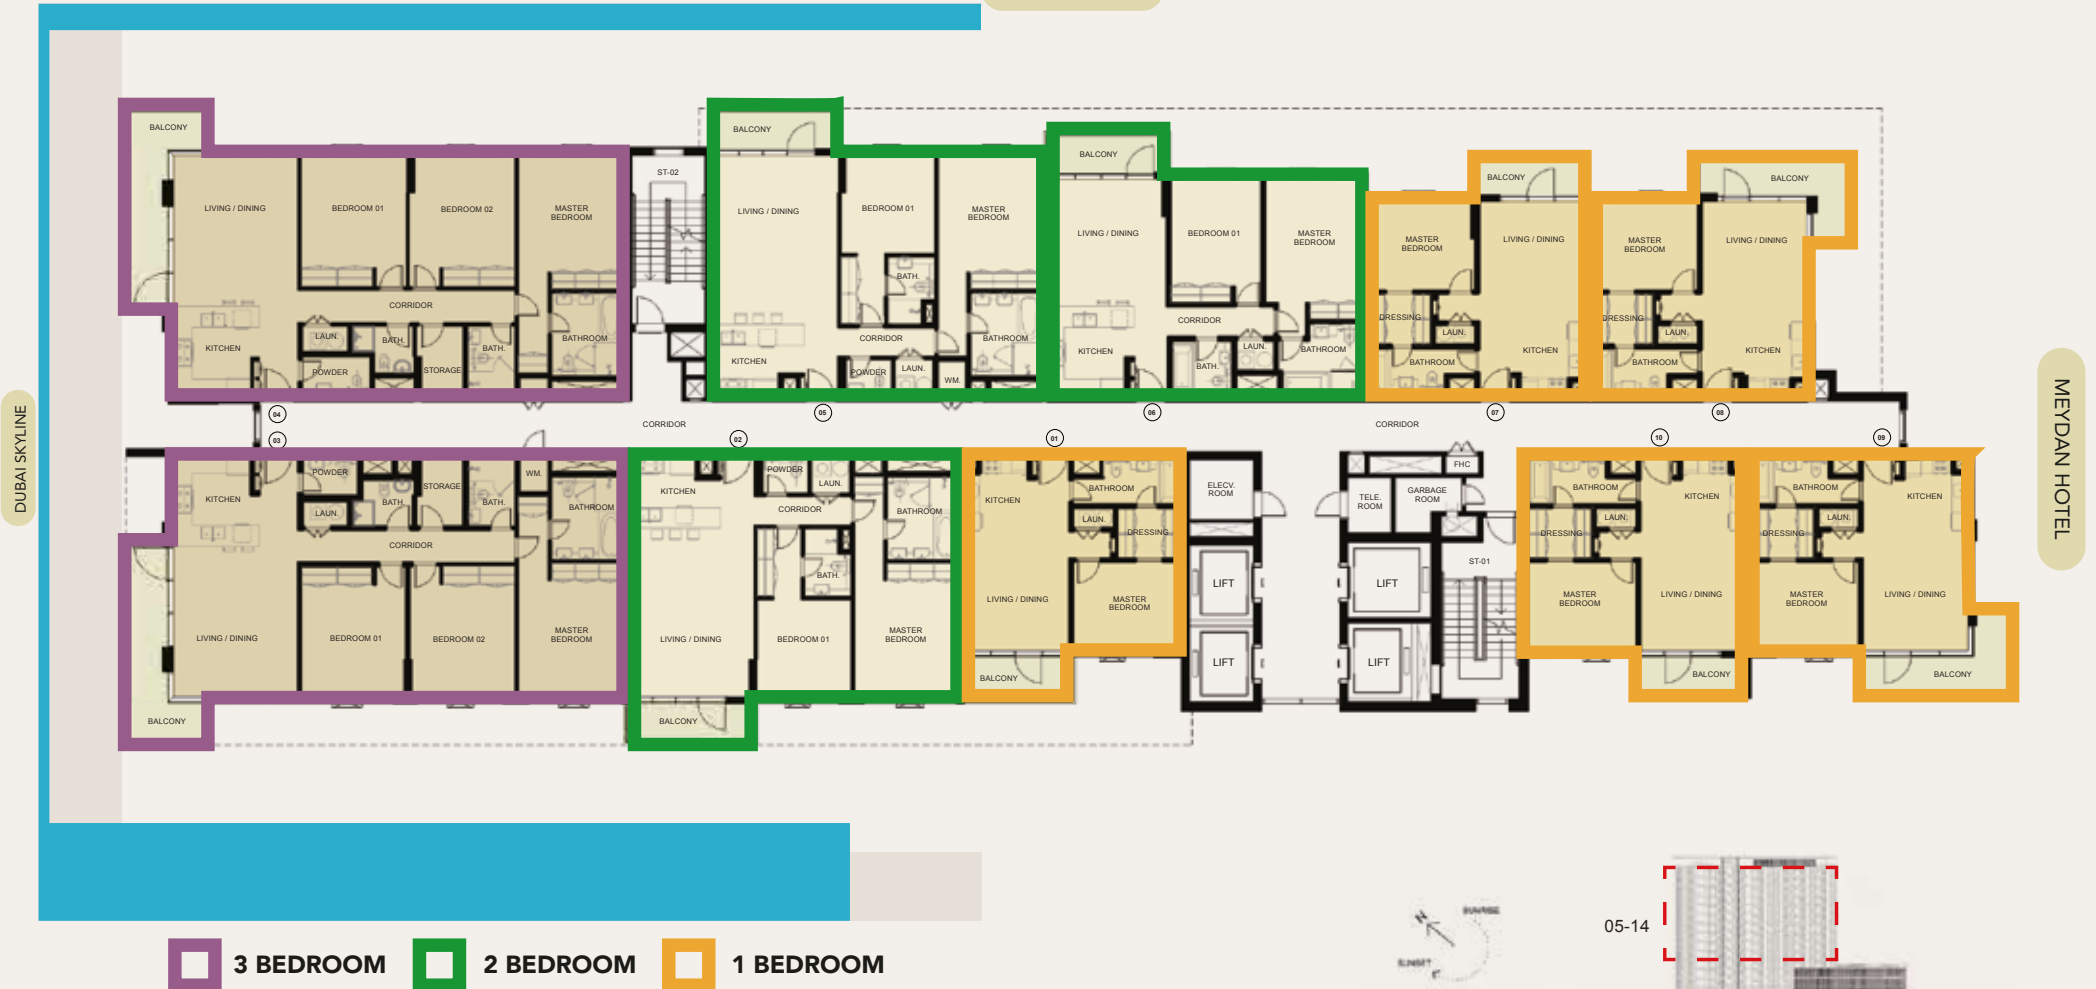 BALCONY
LIVING / DINING
BEDROOM 01
BEDROOM 02
MASTER
BEDROOM
CORRIDOR
KITCHEN
LAUN.
POWDER
BATH.
STORAGE
BATH.
BATHROOM
04
ST-02
BALCONY
LIVING / DINING
BEDROOM 01
MASTER
BEDROOM
BATH.
CORRIDOR
BATHROOM
KITCHEN
POWDER
LAUN.
WM.
05
BALCONY
LIVING / DINING
BEDROOM 01
MASTER
BEDROOM
CORRIDOR
KITCHEN
BATH.
LAUN.
BATHROOM
06
BALCONY
MASTER
BEDROOM
LIVING / DINING
DRESSING
LAUN.
KITCHEN
BATHROOM
07
BALCONY
MASTER
BEDROOM
LIVING / DINING
DRESSING
LAUN.
KITCHEN
BATHROOM
08
DUBAI SKYLINE
MEYDAN HOTEL
CORRIDOR
CORRIDOR
03
KITCHEN
POWDER
LAUN.
BATH.
STORAGE
BATH.
WM.
BATHROOM
CORRIDOR
LIVING / DINING
BEDROOM 01
BEDROOM 02
MASTER
BEDROOM
BALCONY
02
KITCHEN
POWDER
LAUN.
CORRIDOR
BATHROOM
BATH.
LIVING / DINING
BEDROOM 01
MASTER
BEDROOM
BALCONY
01
KITCHEN
BATHROOM
LAUN.
DRESSING
LIVING / DINING
MASTER
BEDROOM
BALCONY
ELECV.
ROOM
LIFT
LIFT
FHC
TELE.
ROOM
GARBAGE
ROOM
LIFT
LIFT
ST-01
10
BATHROOM
KITCHEN
LAUN.
DRESSING
MASTER
BEDROOM
LIVING / DINING
BALCONY
09
BATHROOM
KITCHEN
LAUN.
DRESSING
MASTER
BEDROOM
LIVING / DINING
BALCONY
N
SUNRISE
SUNSET
05-14
3 BEDROOM
2 BEDROOM
1 BEDROOM